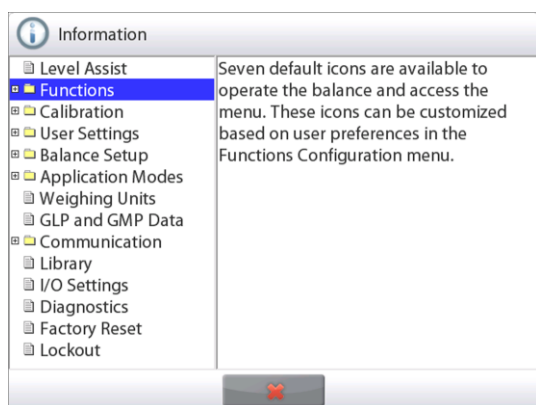 Information
Level Assist
Functions
Calibration
User Settings
Balance Setup
Application Modes
Weighing Units
GLP and GMP Data
Communication
Library
I/O Settings
Diagnostics
Factory Reset
Lockout
Seven default icons are available to
operate the balance and access the
menu. These icons can be customized
based on user preferences in the
Functions Configuration menu.